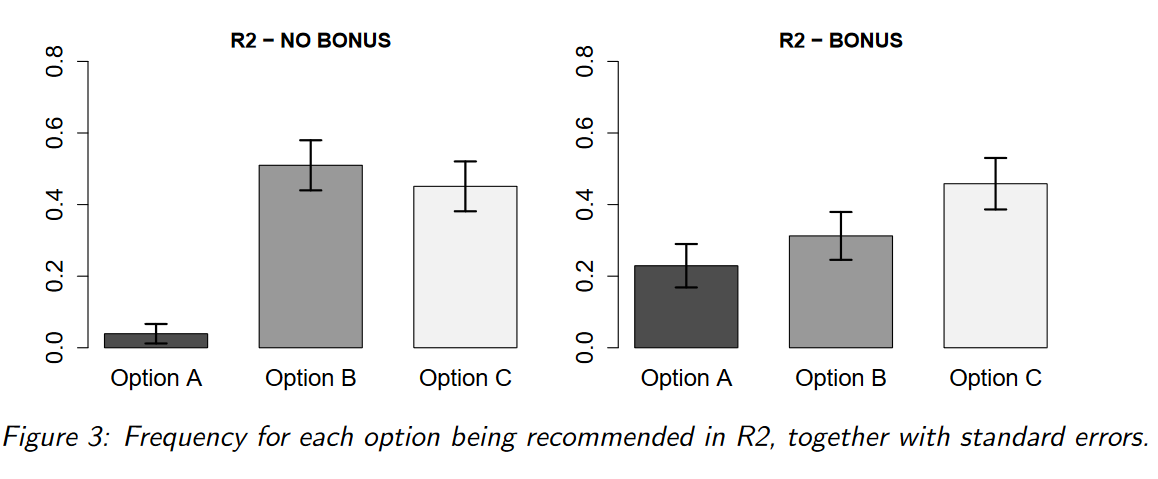 R2 − NO BONUS
0.8
0.6
0.4
0.2
0.0
Option A Option B Option C
R2 − BONUS
0.8
0.6
0.4
0.2
0.0
Option A Option B Option C
Figure 3: Frequency for each option being recommended in R2, together with standard errors.